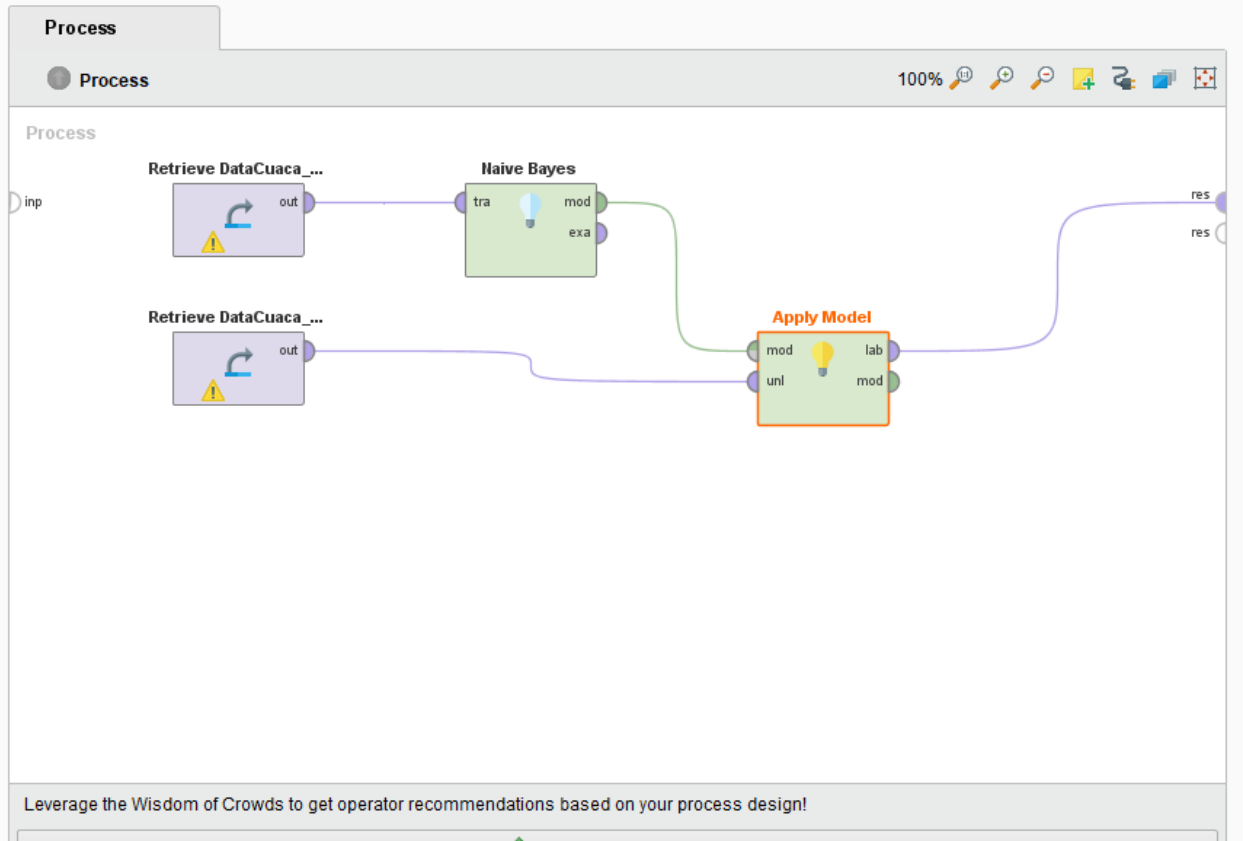 Process
Process
100%
Process
Retrieve DataCuaca_...
Naive Bayes
inp
out
tra
mod
exa
res
res
Retrieve DataCuaca_...
Apply Model
out
mod
lab
unl
mod
Leverage the Wisdom of Crowds to get operator recommendations based on your process design!